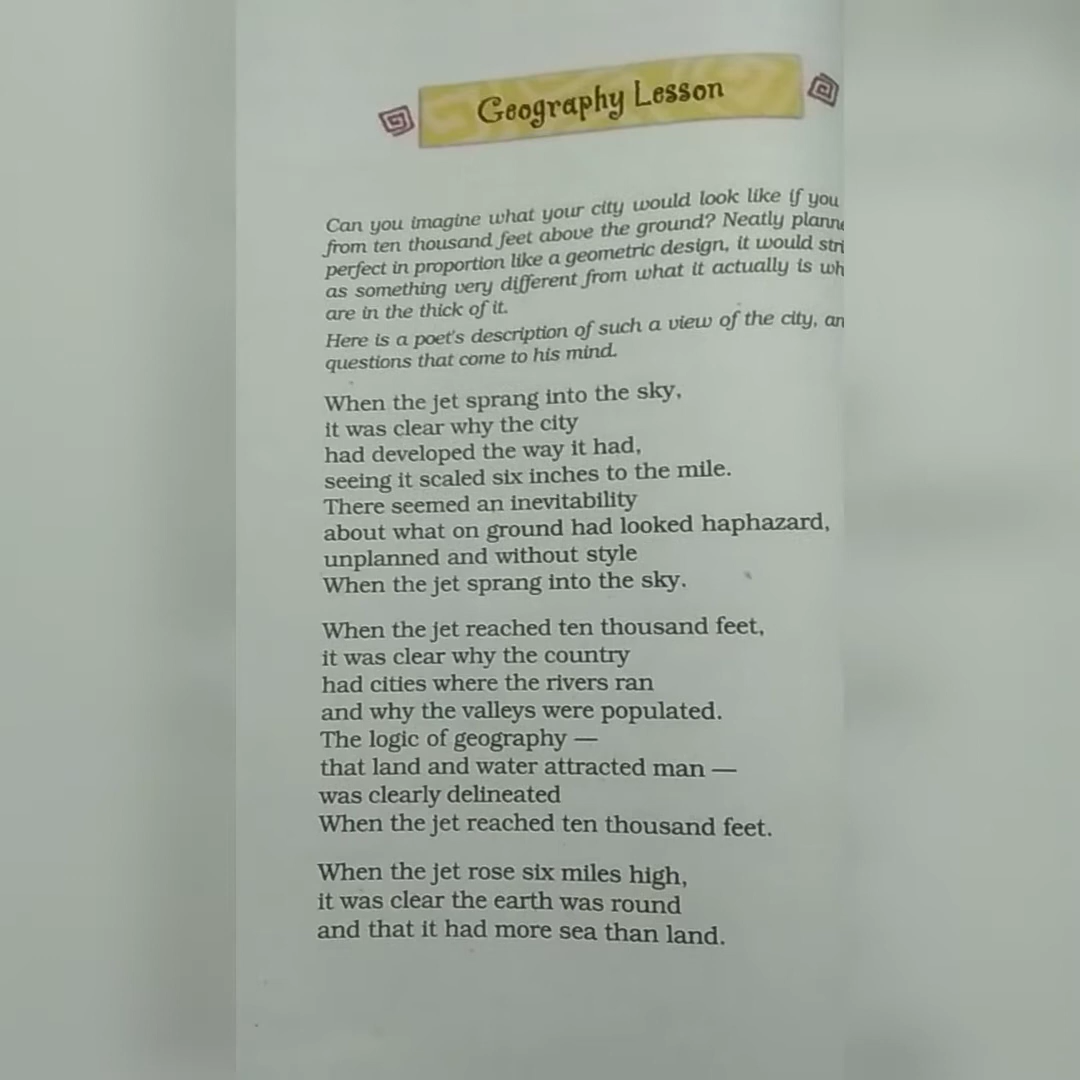 Geography Lesson
Can you imagine what your city would look like if you
from ten thousand feet above the ground? Neatly
perfect in proportion like a geometric design, it would
as something very different from what it actually is
are in the thick of it.
Here is a poet's description of such a view of the city,
questions that come to his mind.
When the jet sprang into the sky,
it was clear why the city
had developed the way it had,
seeing it scaled six inches to the mile.
There seemed an inevitability
about what on ground had looked haphazard,
unplanned and without style
When the jet sprang into the sky.
When the jet reached ten thousand feet,
it was clear why the country
had cities where the rivers ran
and why the valleys were populated.
The logic of geography —
that land and water attracted man —
was clearly delineated
When the jet reached ten thousand feet.
When the jet rose six miles high,
it was clear the earth was round
and that it had more sea than land.